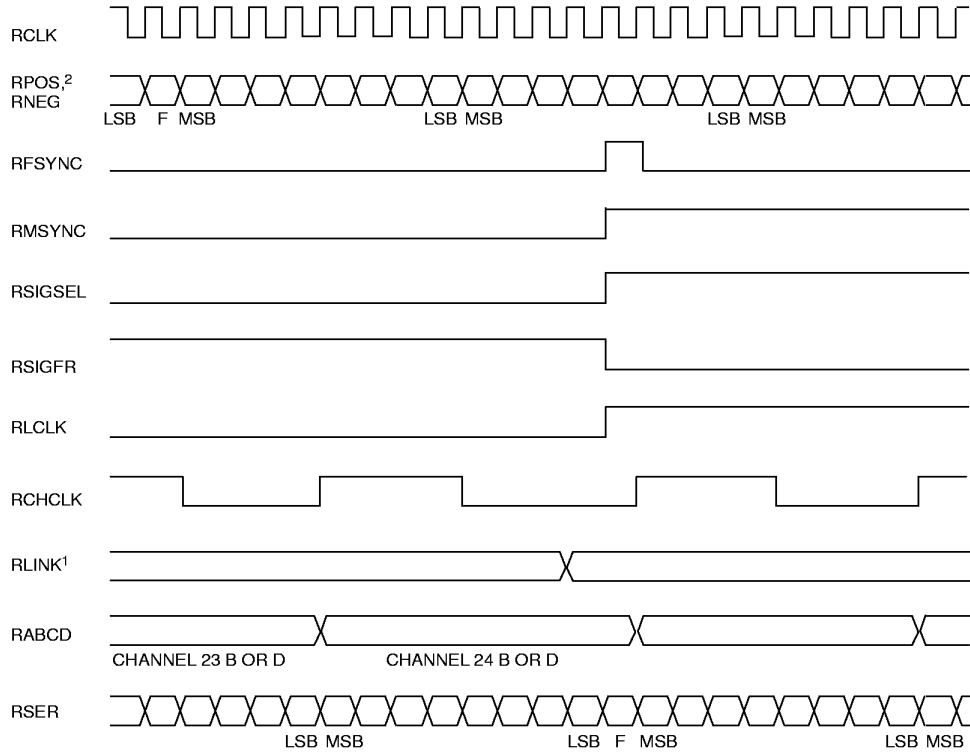 RCLK
RPOS,²
RNEG
LSB F MSB LSB MSB LSB MSB
RFSYNC
RMSYNC
RSIGSEL
RSIGFR
RLCLK
RCHCLK
RLINK¹
RABCD
CHANNEL 23 B OR D CHANNEL 24 B OR D
RSER
LSB MSB LSB F MSB LSB MSB